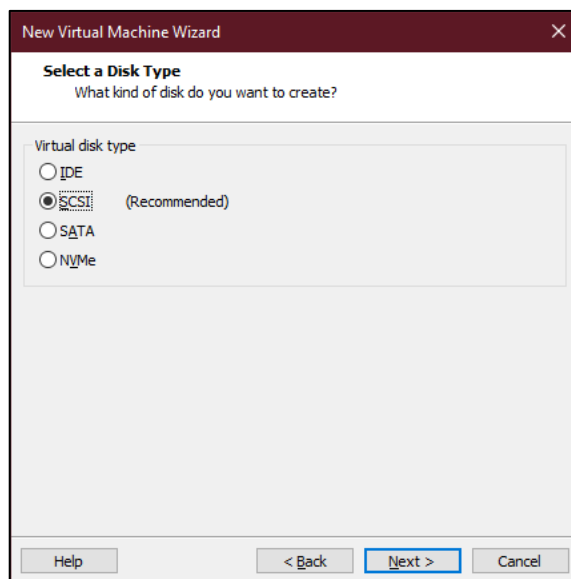 New Virtual Machine Wizard
Select a Disk Type
What kind of disk do you want to create?
Virtual disk type
IDE
SCSI (Recommended)
SATA
NVMe
Help < Back Next > Cancel